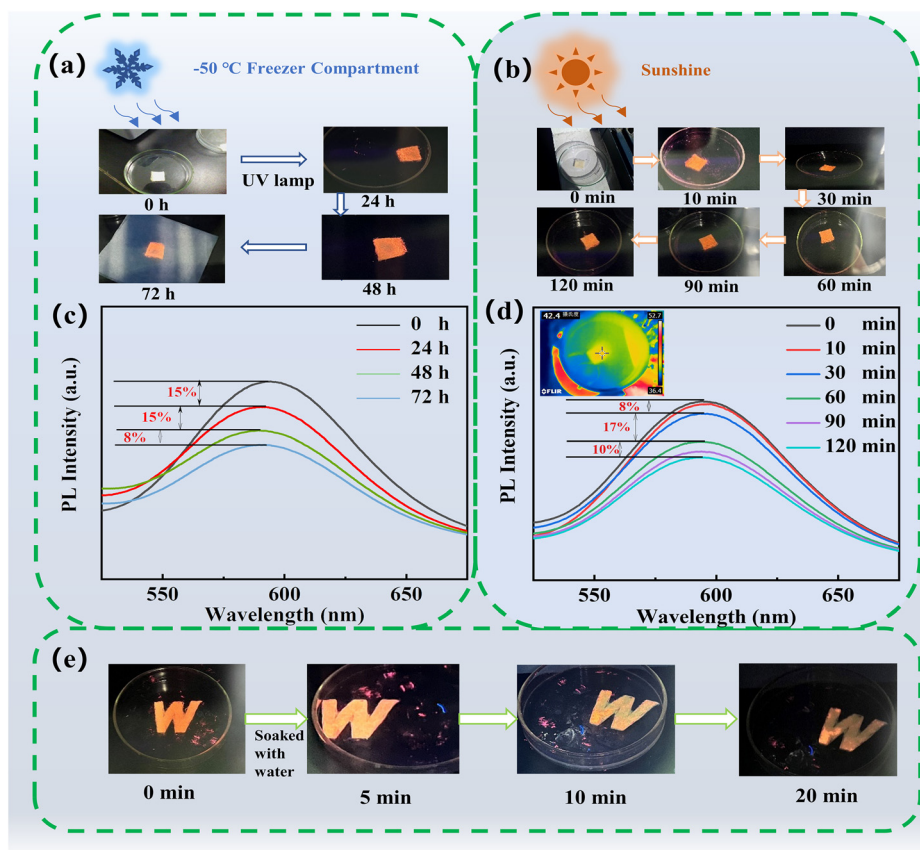 (a)
-50 ℃ Freezer Compartment
0 h
UV lamp
24 h
72 h
48 h
(b)
Sunshine
0 min
10 min
30 min
120 min
90 min
60 min
(c)
0 h
24 h
48 h
72 h
15%
15%
8%
PL Intensity (a.u.)
550
600
650
Wavelength (nm)
(d)
42.4
52.7
36.4
FLIR
0 min
10 min
30 min
60 min
90 min
120 min
8%
17%
10%
PL Intensity (a.u.)
550
600
650
Wavelength (nm)
(e)
Soaked
with
water
W
W
W
W
0 min
5 min
10 min
20 min